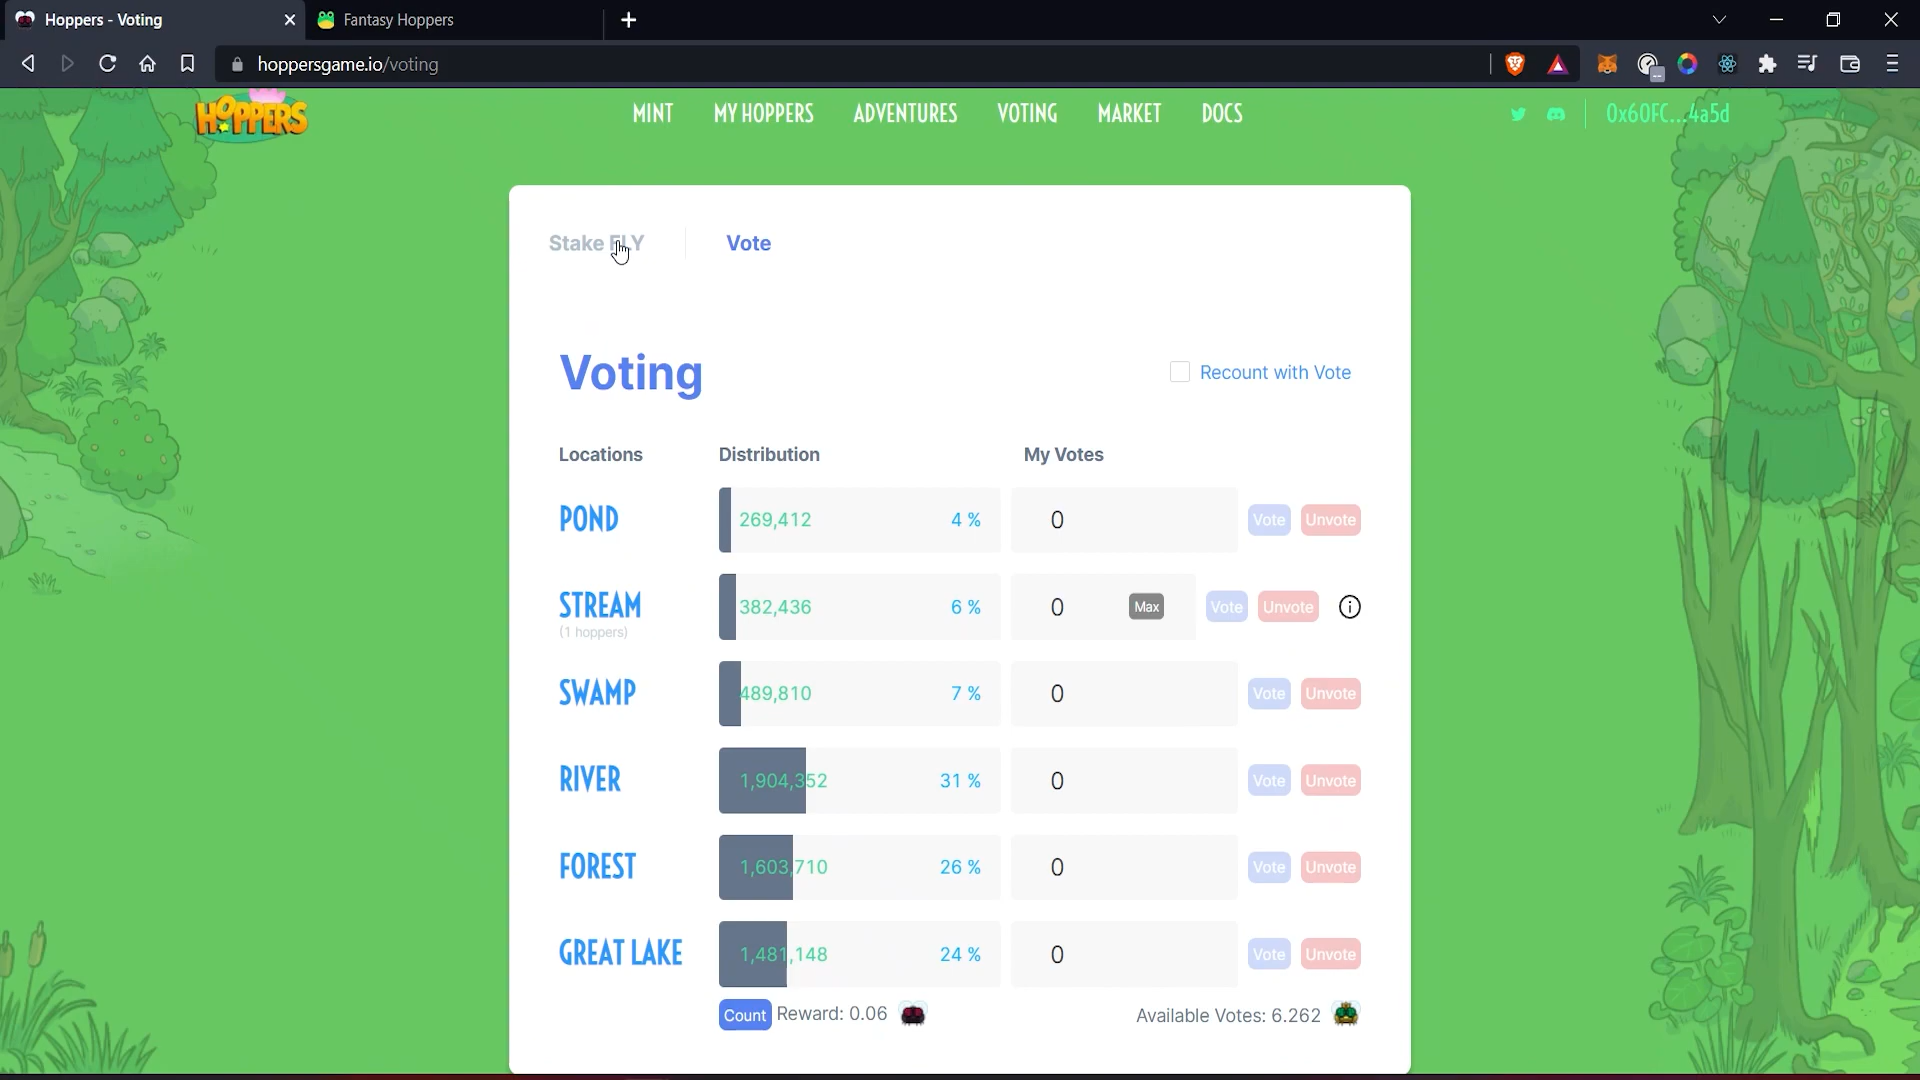 Hoppers - Voting
Fantasy Hoppers
hoppersgame.io/voting
HOPPERS
MINT MY HOPPERS ADVENTURES VOTING MARKET DOCS
0x60FC...4a5d
Stake FLY Vote
Voting
Recount with Vote
Locations Distribution My Votes
POND 269,412 4 % 0 Vote Unvote
STREAM 382,436 6 % 0 Max Vote Unvote
(1 hoppers)
SWAMP 489,810 7 % 0 Vote Unvote
RIVER 1,904,352 31 % 0 Vote Unvote
FOREST 1,603,710 26 % 0 Vote Unvote
GREAT LAKE 1,481,148 24 % 0 Vote Unvote
Count Reward: 0.06 Available Votes: 6.262